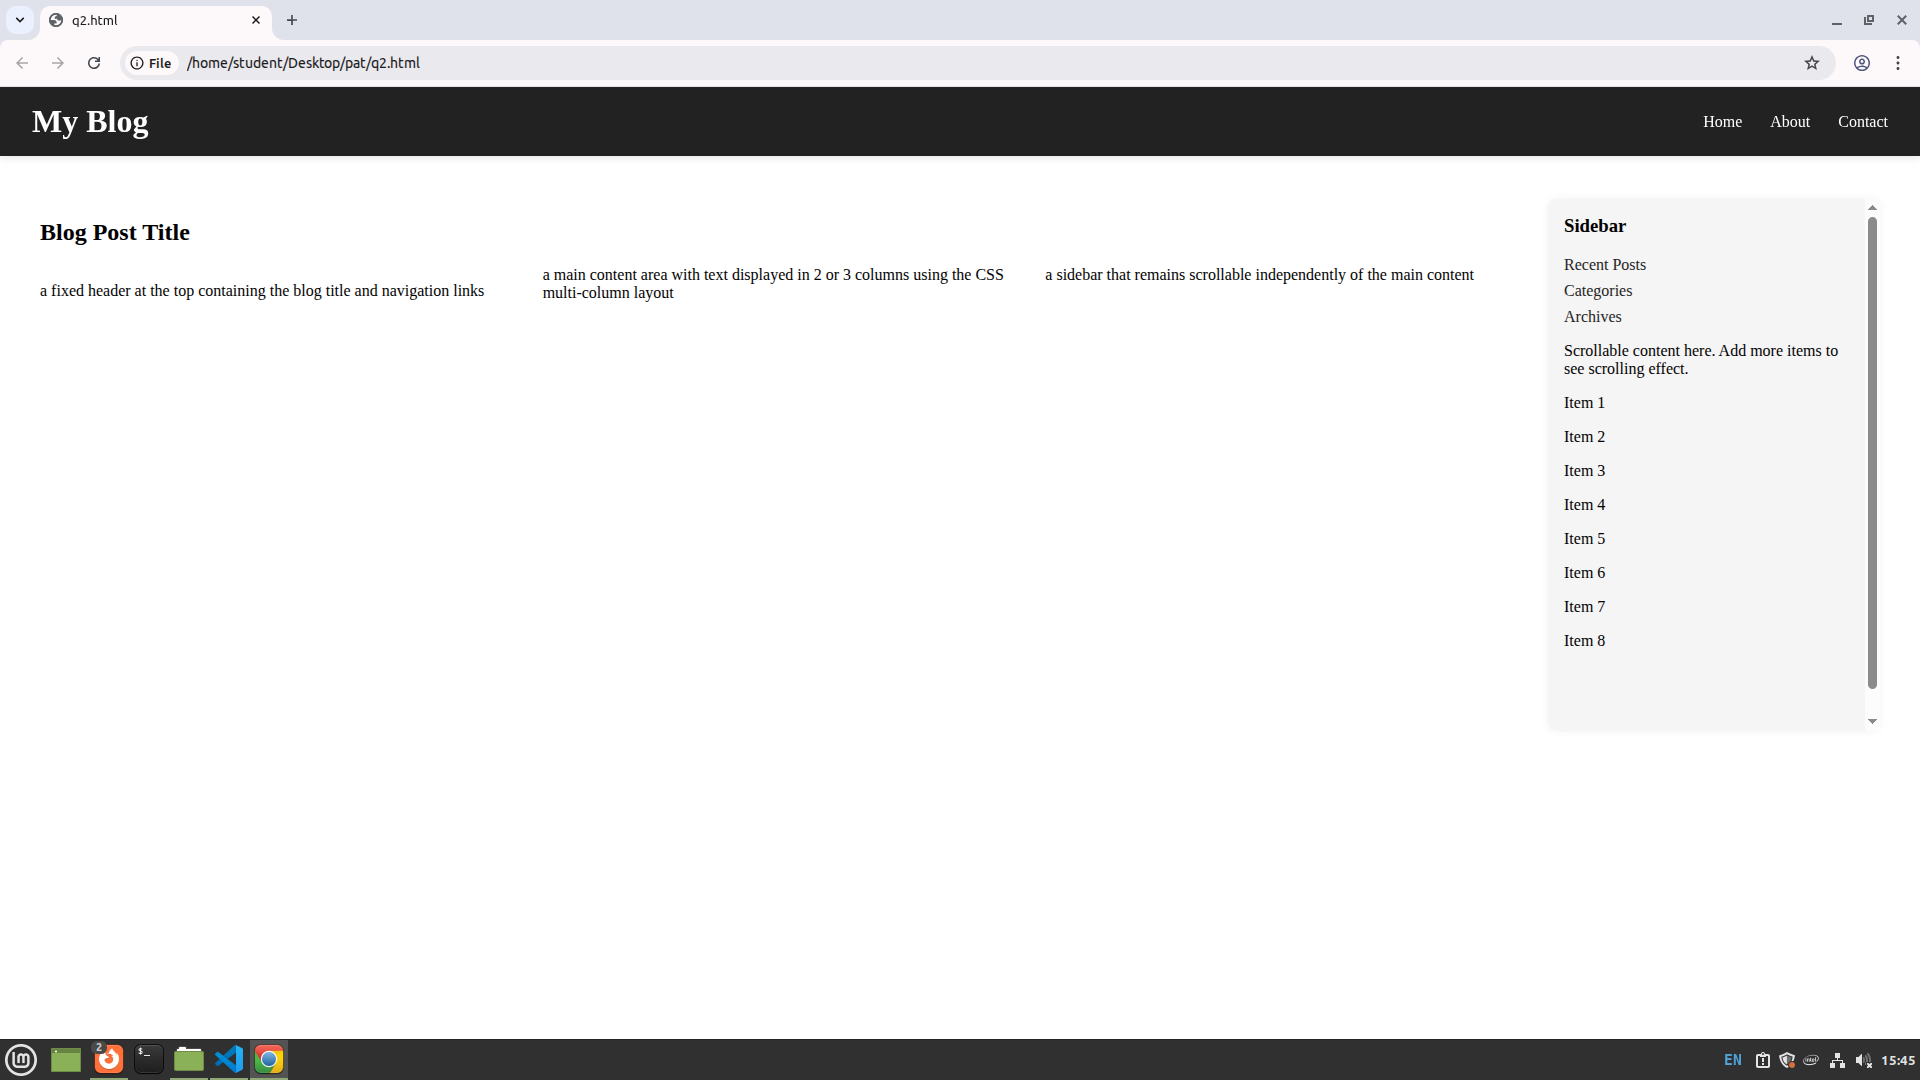 q2.html
File /home/student/Desktop/pat/q2.html
My Blog
Home About Contact
Blog Post Title
a fixed header at the top containing the blog title and navigation links
a main content area with text displayed in 2 or 3 columns using the CSS
multi-column layout
a sidebar that remains scrollable independently of the main content
Sidebar
Recent Posts
Categories
Archives
Scrollable content here. Add more items to
see scrolling effect.
Item 1
Item 2
Item 3
Item 4
Item 5
Item 6
Item 7
Item 8
2
$_
EN
15:45